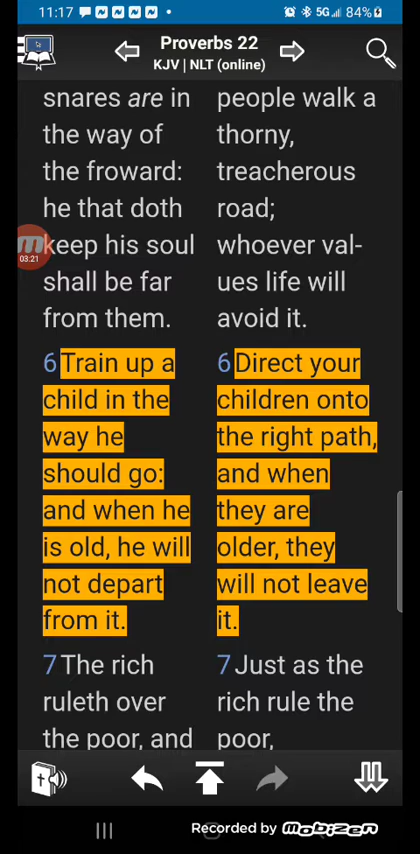 11:17 5G 84%
Proverbs 22
KJV | NLT (online)
snares are in
the way of
the froward:
he that doth
keep his soul
shall be far
from them.
6 Train up a
child in the
way he
should go:
and when he
is old, he will
not depart
from it.
7 The rich
ruleth over
the poor, and
people walk a
thorny,
treacherous
road;
whoever val-
ues life will
avoid it.
6 Direct your
children onto
the right path,
and when
they are
older, they
will not leave
it.
7 Just as the
rich rule the
poor,
03:21
Recorded by mobizen